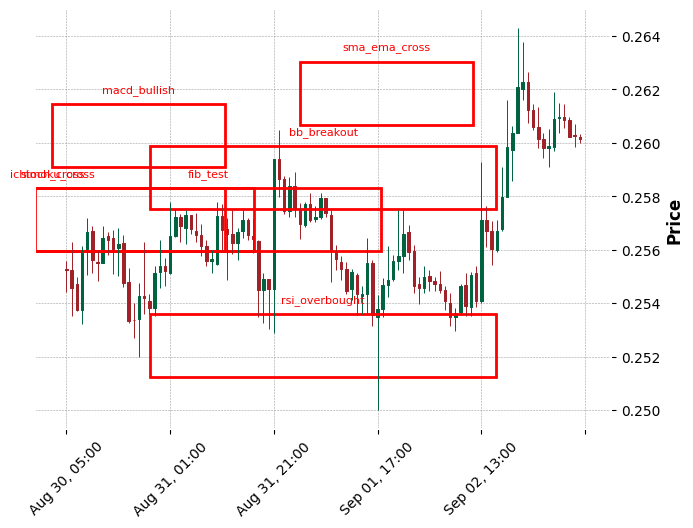 sma_ema_cross
macd_bullish
bb_breakout
fib_test
rsi_overbought
0.264
0.262
0.260
0.258
0.256
0.254
0.252
0.250
Price
Aug 30, 05:00
Aug 31, 01:00
Aug 31, 21:00
Sep 01, 17:00
Sep 02, 13:00